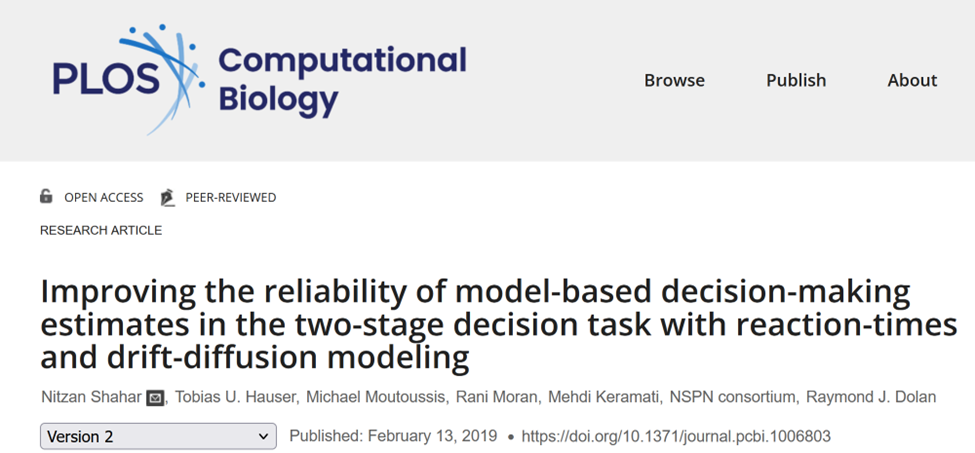 PLOS Computational Biology
Browse Publish About
OPEN ACCESS PEER-REVIEWED
RESEARCH ARTICLE
Improving the reliability of model-based decision-making
estimates in the two-stage decision task with reaction-times
and drift-diffusion modeling
Nitzan Shahar, Tobias U. Hauser, Michael Moutoussis, Rani Moran, Mehdi Keramati, NSPN consortium, Raymond J. Dolan
Version 2 Published: February 13, 2019 • https://doi.org/10.1371/journal.pcbi.1006803